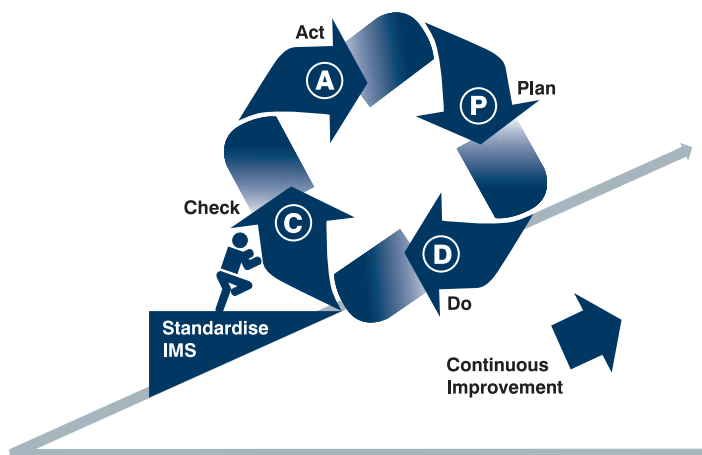 Act
A
P
Plan
Check
C
D
Do
Standardise
IMS
Continuous
Improvement